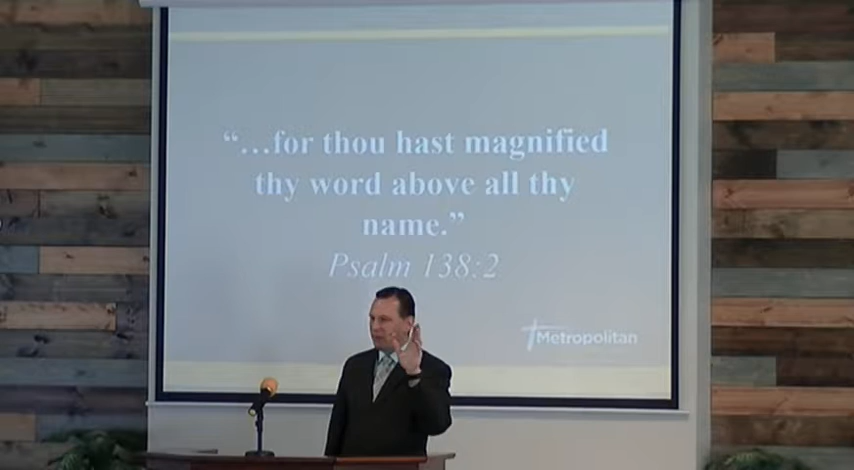 “…for thou hast magnified
thy word above all thy
name.”
Psalm 138:2
Metropolitan